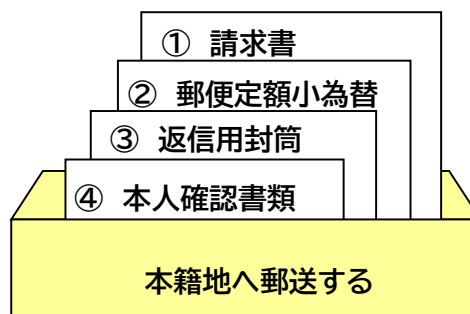 ① 請求書
② 郵便定額小為替
③ 返信用封筒
④ 本人確認書類
本籍地へ郵送する